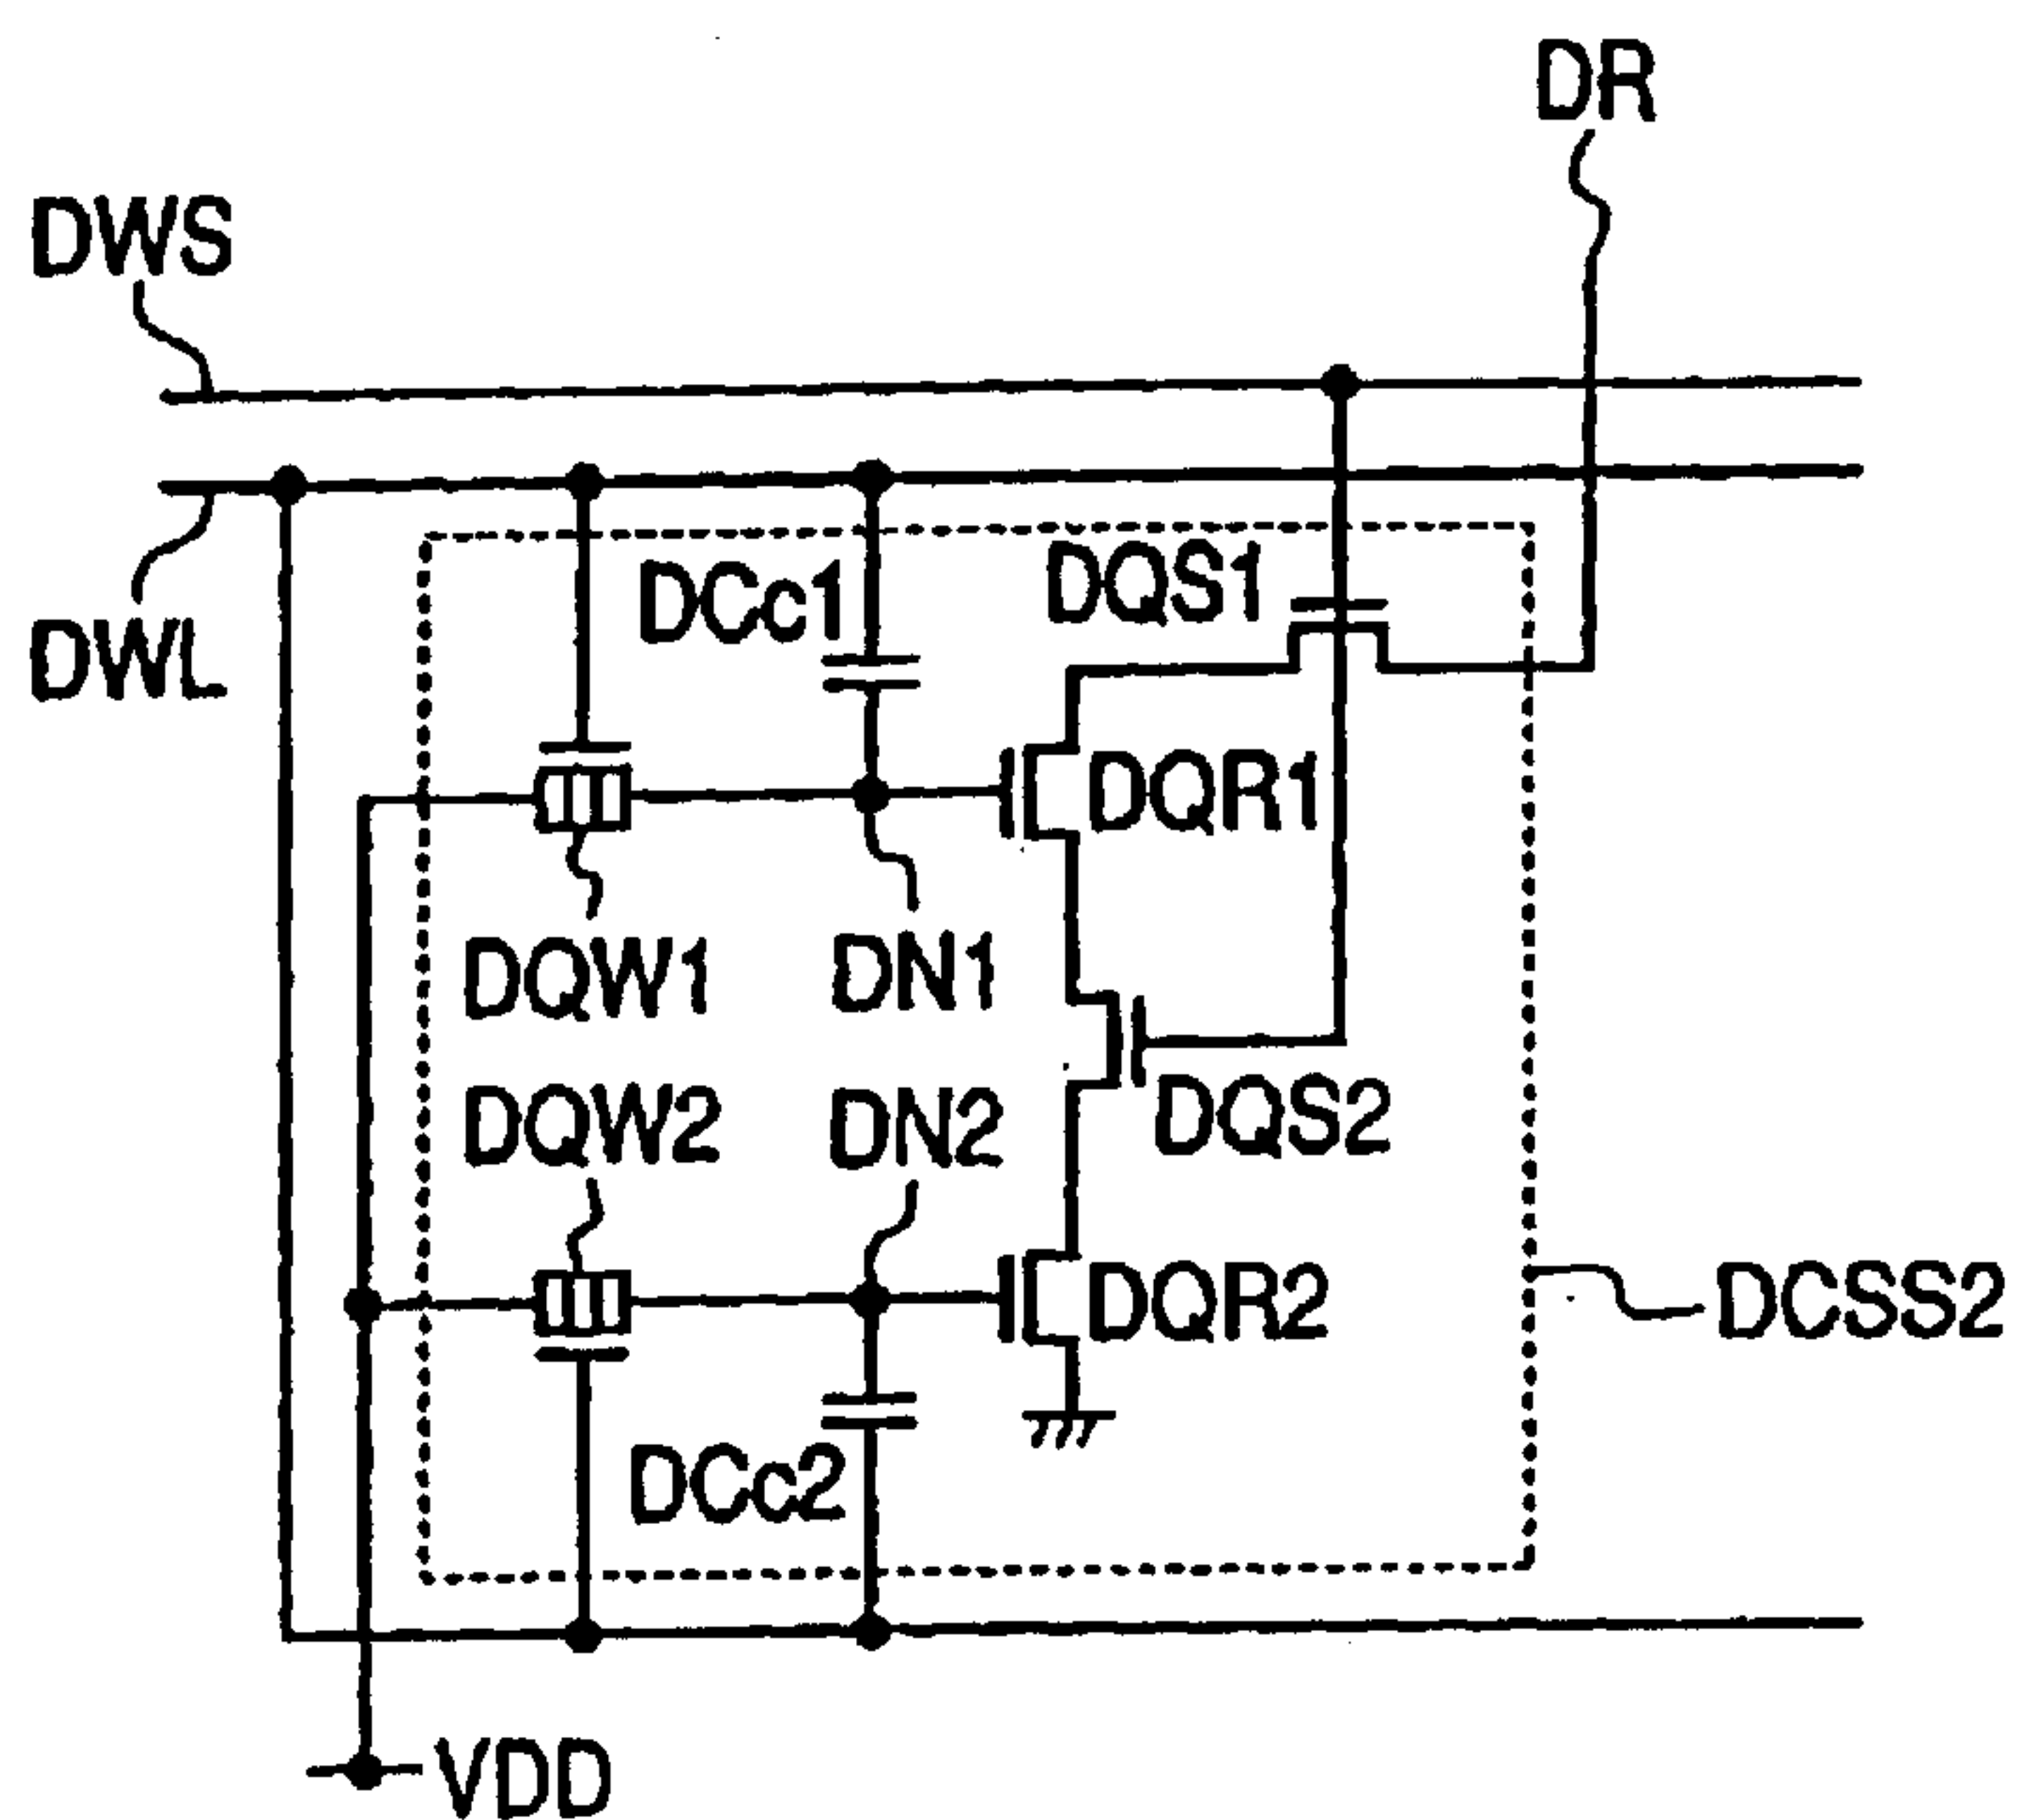 DR
DWS
DCc1
DQS1
DWL
DQR1
DQW1
DN1
DQW2
DN2
DQS2
DQR2
DCSS2
DCc2
VDD